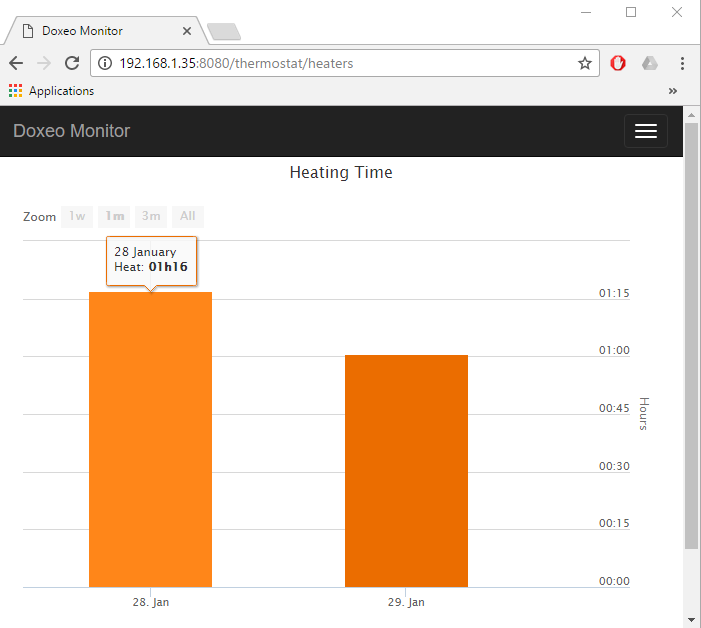 Doxeo Monitor
192.168.1.35:8080/thermostat/heaters
Applications
»
Doxeo Monitor
Heating Time
Zoom 1w 1m 3m All
28 January
Heat: 01h16
01:15
01:00
00:45
00:30
00:15
00:00
Hours
28. Jan 29. Jan